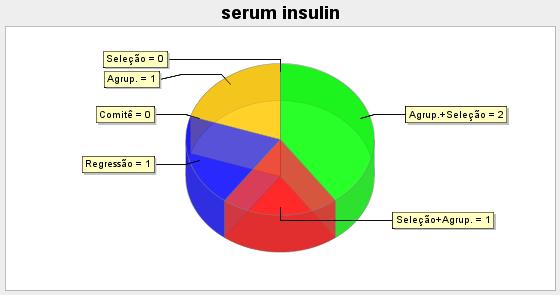 serum insulin
Seleção = 0
Agrup. = 1
Comitê = 0
Agrup.+Seleção = 2
Regressão = 1
Seleção+Agrup. = 1